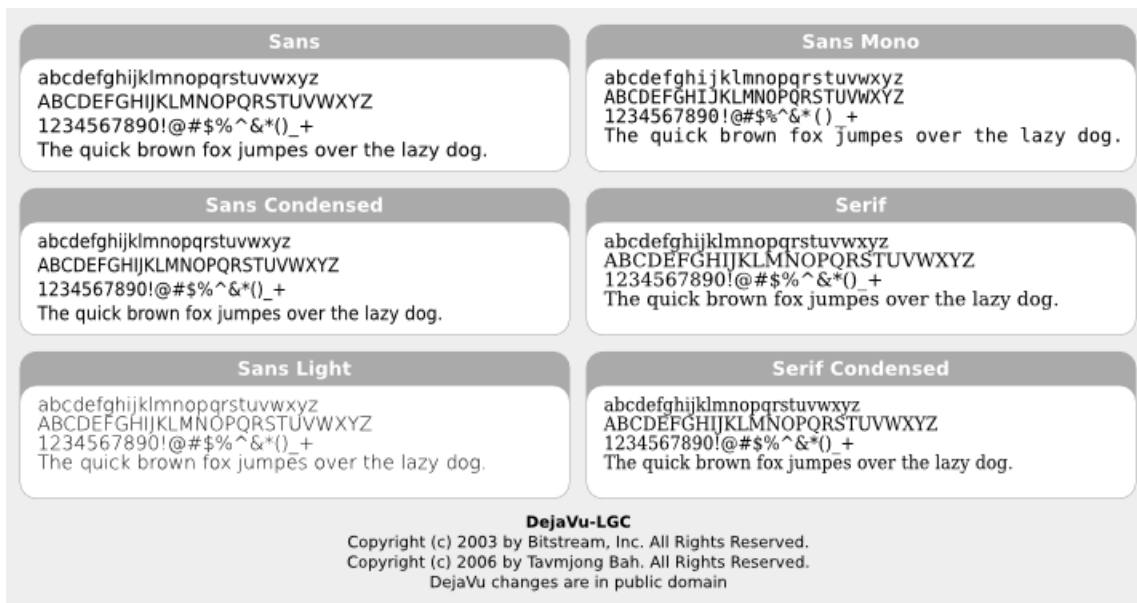 Sans
abcdefghijklmnopqrstuvwxyz
ABCDEFGHIJKLMNOPQRSTUVWXYZ
1234567890!@#$%^&*()_+
The quick brown fox jumpes over the lazy dog.
Sans Mono
abcdefghijklmnopqrstuvwxyz
ABCDEFGHIJKLMNOPQRSTUVWXYZ
1234567890!@#$%^&*()_+
The quick brown fox jumpes over the lazy dog.
Sans Condensed
abcdefghijklmnopqrstuvwxyz
ABCDEFGHIJKLMNOPQRSTUVWXYZ
1234567890!@#$%^&*()_+
The quick brown fox jumpes over the lazy dog.
Serif
abcdefghijklmnopqrstuvwxyz
ABCDEFGHIJKLMNOPQRSTUVWXYZ
1234567890!@#$%^&*()_+
The quick brown fox jumpes over the lazy dog.
Sans Light
abcdefghijklmnopqrstuvwxyz
ABCDEFGHIJKLMNOPQRSTUVWXYZ
1234567890!@#$%^&*()_+
The quick brown fox jumpes over the lazy dog.
Serif Condensed
abcdefghijklmnopqrstuvwxyz
ABCDEFGHIJKLMNOPQRSTUVWXYZ
1234567890!@#$%^&*()_+
The quick brown fox jumpes over the lazy dog.
DejaVu-LGC
Copyright (c) 2003 by Bitstream, Inc. All Rights Reserved.
Copyright (c) 2006 by Tavmjong Bah. All Rights Reserved.
DejaVu changes are in public domain